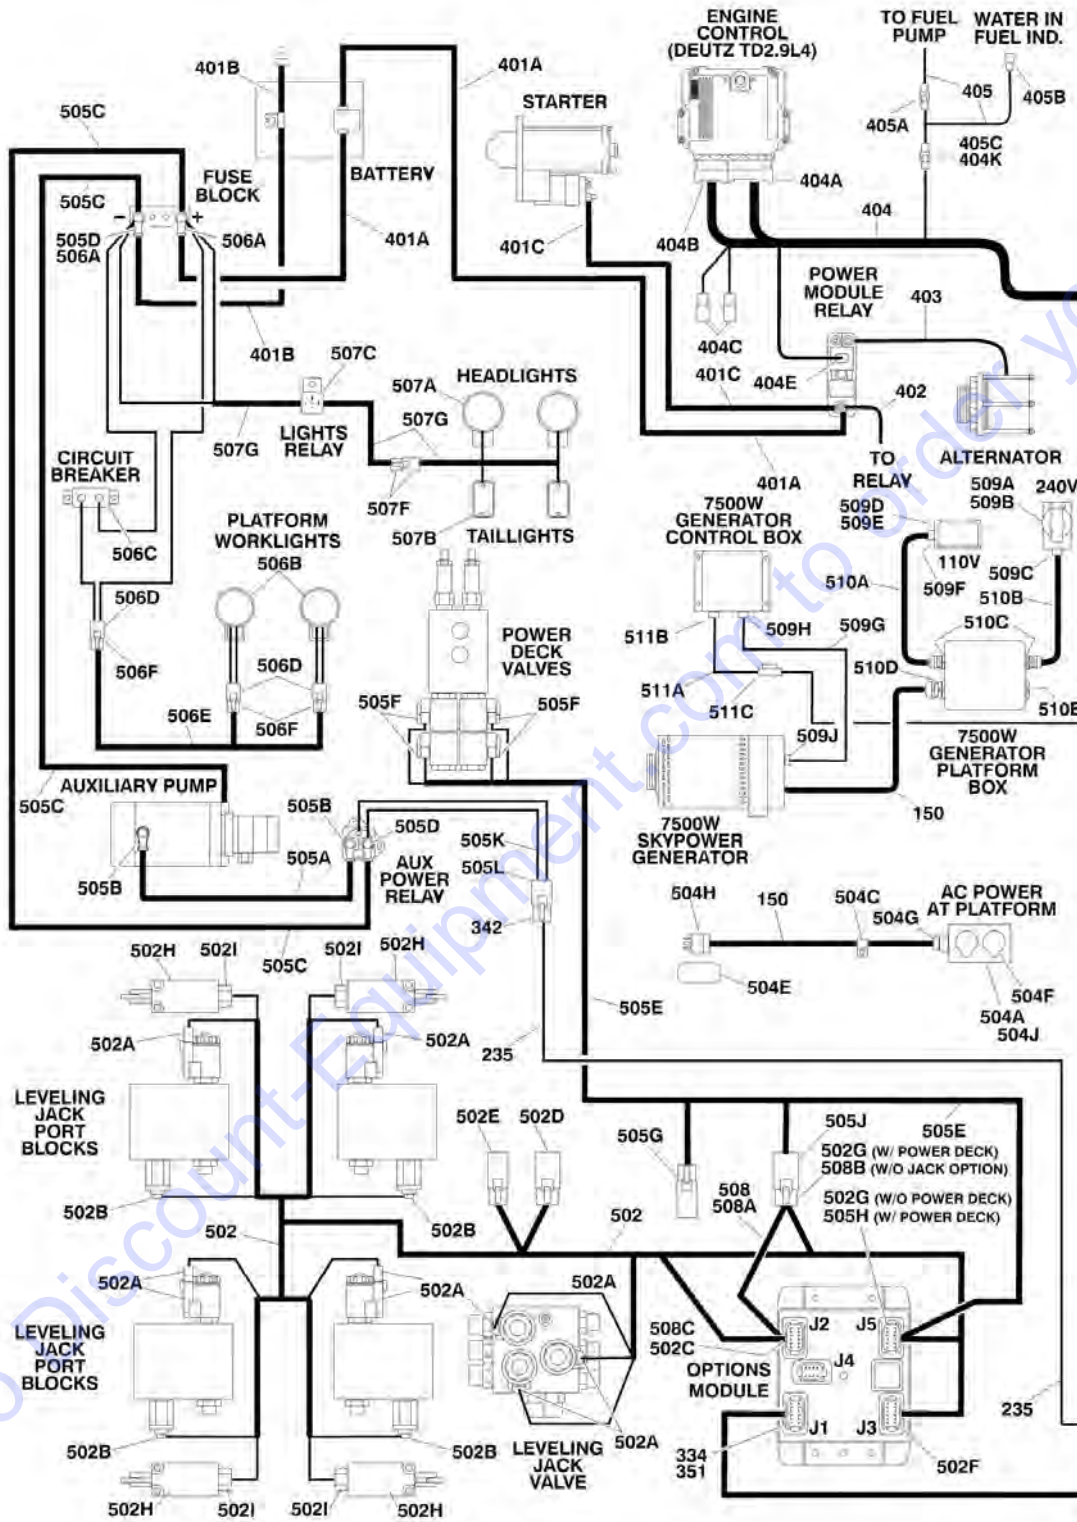 ENGINE
CONTROL
(DEUTZ TD2.9L4)
TO FUEL
PUMP
WATER IN
FUEL IND.
401B
401A
STARTER
405
405B
405A
505C
405C
404K
FUSE
BLOCK
BATTERY
404A
505C
404
- +
505D
506A
506A
401A
401C
404B
POWER
MODULE
RELAY
403
401B
507C
404C
404E
507A
HEADLIGHTS
401C
402
507G
507G
LIGHTS
RELAY
CIRCUIT
BREAKER
TO
RELAY
ALTERNATOR
401A
509A
509B
240V
507F
7500W
GENERATOR
CONTROL BOX
509D
509E
506C
PLATFORM
WORKLIGHTS
506B
507B
TAILLIGHTS
110V
509F
509C
510A
510B
506D
POWER
DECK
VALVES
511B
509H
509G
510C
506F
506D
510D
511A
511C
506E
506F
505F
505F
509J
510E
7500W
GENERATOR
PLATFORM
BOX
505C
AUXILIARY PUMP
505B
505D
505K
150
7500W
SKYPOWER
GENERATOR
505B
505A
AUX
POWER
RELAY
505L
504H
150
504C
AC POWER
AT PLATFORM
504G
342
502H
502I
505C
502I
502H
504E
505E
504F
504A
504J
502A
502A
235
LEVELING
JACK
PORT
BLOCKS
502E
502D
505G
505J
505E
502G (W/ POWER DECK)
508B (W/O JACK OPTION)
502B
502B
508
508A
502G (W/O POWER DECK)
505H (W/ POWER DECK)
502
502
502A
502A
502A
J2
J5
508C
502C
LEVELING
JACK
PORT
BLOCKS
OPTIONS
MODULE
J4
235
502B
502B
502A
J1
J3
LEVELING
JACK
VALVE
334
351
502F
502H
502I
502I
502H
to Discount-Equipment.com to order y